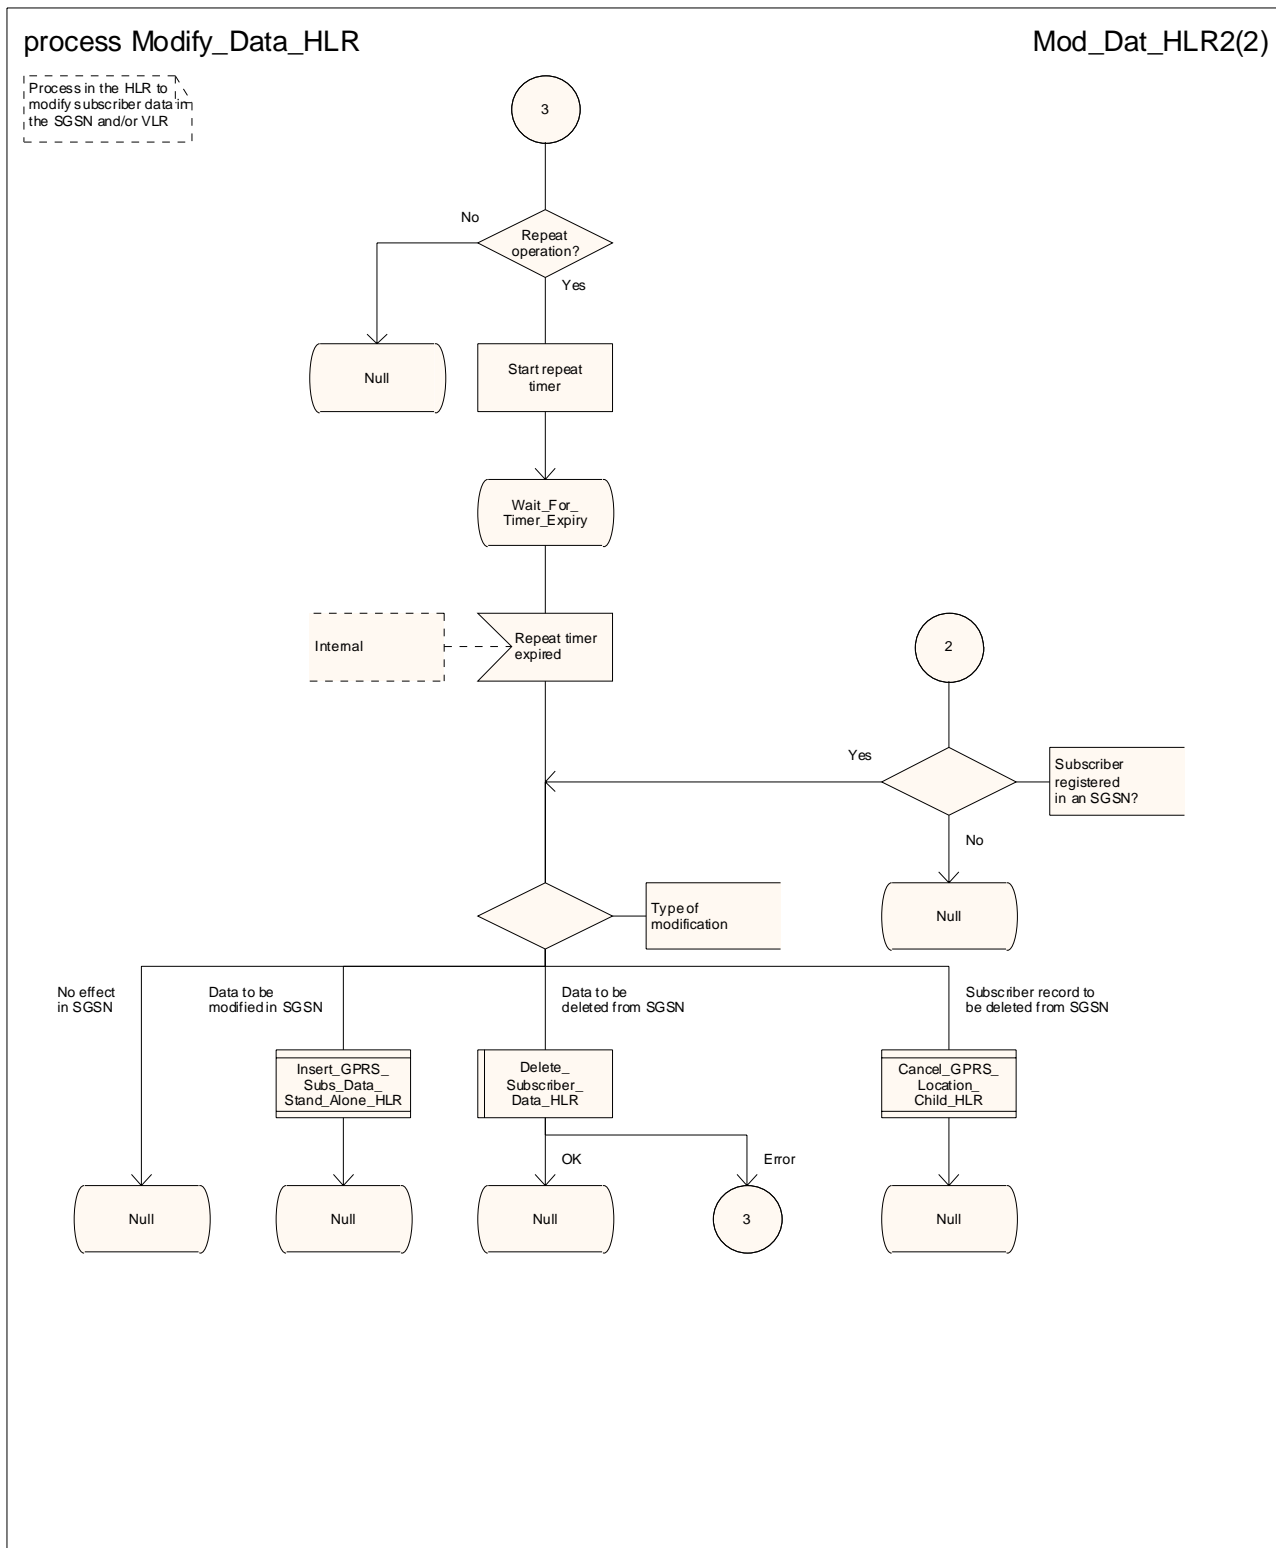 process Modify_Data_HLR
Mod_Dat_HLR2(2)
Process in the HLR to
modify subscriber data in
the SGSN and/or VLR
3
No
Repeat
operation?
Yes
Null
Start repeat
timer
Wait_For_
Timer_Expiry
Internal
Repeat timer
expired
2
Yes
Subscriber
registered
in an SGSN?
No
Null
Type of
modification
No effect
in SGSN
Data to be
modified in SGSN
Data to be
deleted from SGSN
Subscriber record to
be deleted from SGSN
Insert_GPRS_
Subs_Data_
Stand_Alone_HLR
Delete_
Subscriber_
Data_HLR
Cancel_GPRS_
Location_
Child_HLR
OK
Error
Null
Null
Null
3
Null